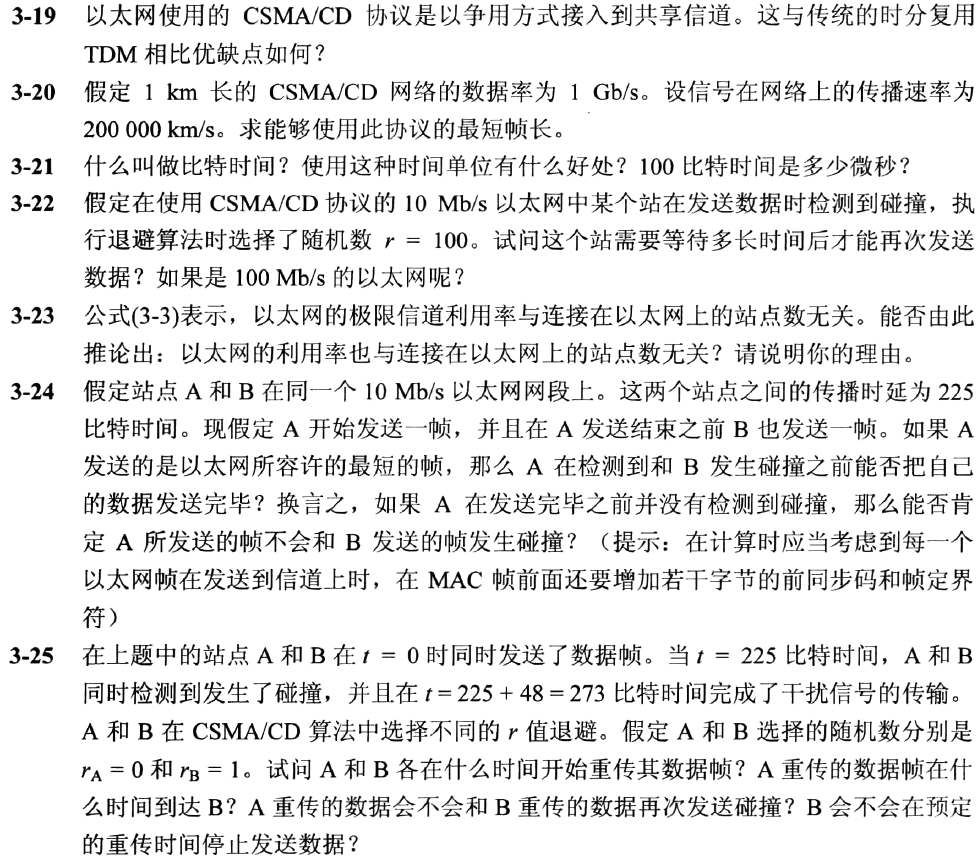 3-19 以太网使用的 CSMA/CD 协议是以争用方式接入到共享信道。这与传统的时分复用
TDM 相比优缺点如何？
3-20 假定 1 km 长的 CSMA/CD 网络的数据率为 1 Gb/s。设信号在网络上的传播速率为
200 000 km/s。求能够使用此协议的最短帧长。
3-21 什么叫做比特时间？使用这种时间单位有什么好处？100 比特时间是多少微秒？
3-22 假定在使用 CSMA/CD 协议的 10 Mb/s 以太网中某个站在发送数据时检测到碰撞，执
行退避算法时选择了随机数 r = 100。试问这个站需要等待多长时间后才能再次发送
数据？如果是 100 Mb/s 的以太网呢？
3-23 公式(3-3)表示，以太网的极限信道利用率与连接在以太网上的站点数无关。能否由此
推论出：以太网的利用率也与连接在以太网上的站点数无关？请说明你的理由。
3-24 假定站点 A 和 B 在同一个 10 Mb/s 以太网网段上。这两个站点之间的传播时延为 225
比特时间。现假定 A 开始发送一帧，并且在 A 发送结束之前 B 也发送一帧。如果 A
发送的是以太网所容许的最短的帧，那么 A 在检测到和 B 发生碰撞之前能否把自己
的数据发送完毕？换言之，如果 A 在发送完毕之前并没有检测到碰撞，那么能否肯
定 A 所发送的帧不会和 B 发送的帧发生碰撞？（提示：在计算时应当考虑到每一个
以太网帧在发送到信道上时，在 MAC 帧前面还要增加若干字节的前同步码和帧定界
符）
3-25 在上题中的站点 A 和 B 在 t = 0 时同时发送了数据帧。当 t = 225 比特时间，A 和 B
同时检测到发生了碰撞，并且在 t = 225 + 48 = 273 比特时间完成了干扰信号的传输。
A 和 B 在 CSMA/CD 算法中选择不同的 r 值退避。假定 A 和 B 选择的随机数分别是
rA = 0 和 rB = 1。试问 A 和 B 各在什么时间开始重传其数据帧？A 重传的数据帧在什
么时间到达 B？A 重传的数据会不会和 B 重传的数据再次发送碰撞？B 会不会在预定
的重传时间停止发送数据？